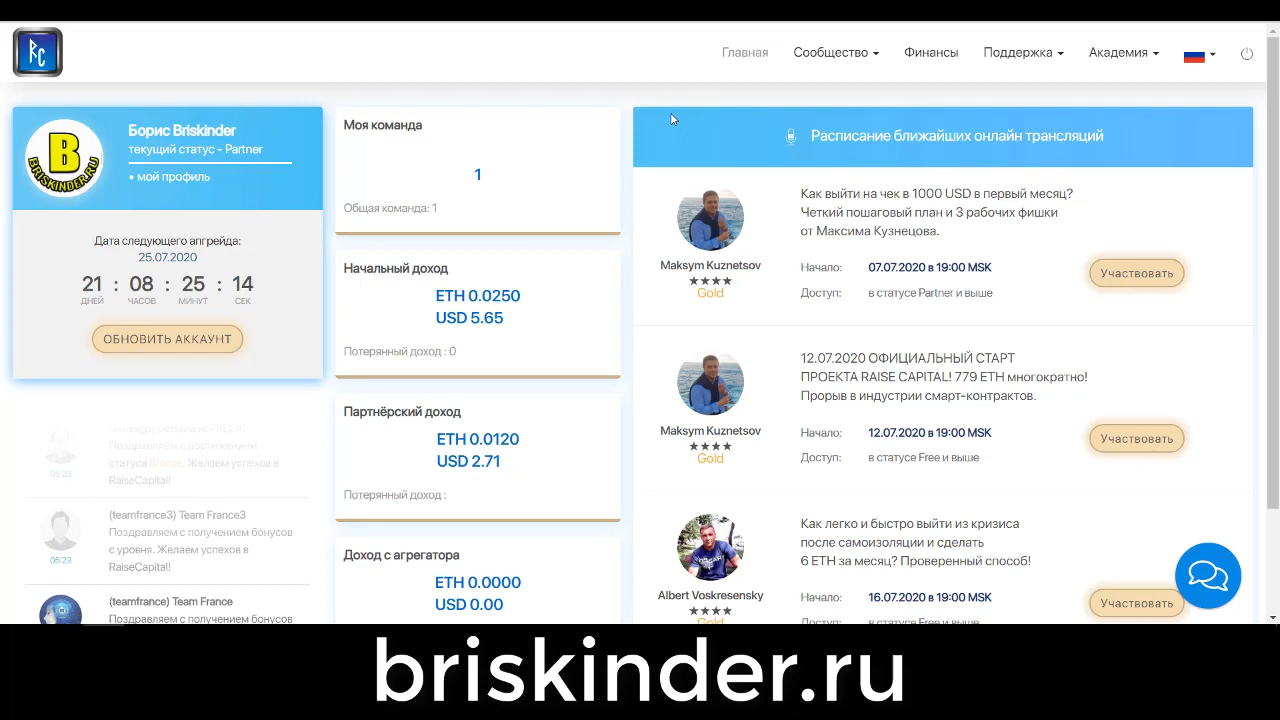 RC
Главная
Сообщество
Финансы
Поддержка
Академия
B
BRISKINDER.RU
Борис Briskinder
текущий статус - Partner
• мой профиль
Дата следующего апгрейда:
25.07.2020
21 : 08 : 25 : 14
ДНЕЙ ЧАСОВ МИНУТ СЕК
ОБНОВИТЬ АККАУНТ
Поздравляем с достижением
статуса Bronze. Желаем успехов в
RaiseCapital!
05:23
(teamfrance3) Team France3
Поздравляем с получением бонусов
с уровня. Желаем успехов в
RaiseCapital!
05:23
(teamfrance) Team France
Поздравляем с получением бонусов
Моя команда
1
Общая команда: 1
Начальный доход
ETH 0.0250
USD 5.65
Потерянный доход : 0
Партнёрский доход
ETH 0.0120
USD 2.71
Потерянный доход :
Доход с агрегатора
ETH 0.0000
USD 0.00
Расписание ближайших онлайн трансляций
Maksym Kuznetsov
Gold
Как выйти на чек в 1000 USD в первый месяц?
Четкий пошаговый план и 3 рабочих фишки
от Максима Кузнецова.
Начало: 07.07.2020 в 19:00 MSK
Доступ: в статусе Partner и выше
Участвовать
Maksym Kuznetsov
Gold
12.07.2020 ОФИЦИАЛЬНЫЙ СТАРТ
ПРОЕКТА RAISE CAPITAL! 779 ETH многократно!
Прорыв в индустрии смарт-контрактов.
Начало: 12.07.2020 в 19:00 MSK
Доступ: в статусе Free и выше
Участвовать
Albert Voskresensky
Gold
Как легко и быстро выйти из кризиса
после самоизоляции и сделать
6 ETH за месяц? Проверенный способ!
Начало: 16.07.2020 в 19:00 MSK
Доступ: в статусе Free и выше
Участвовать
briskinder.ru